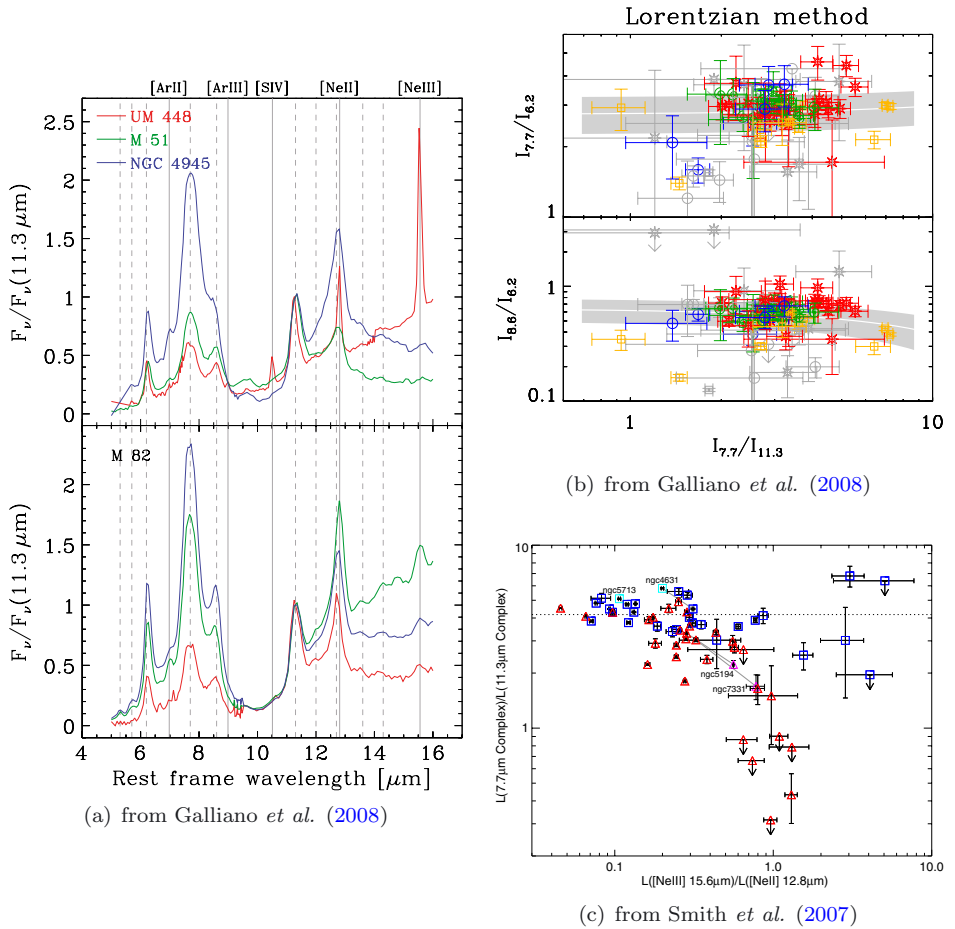 [ArII] [ArIII] [SIV] [NeII] [NeIII]
UM 448
M 51
NGC 4945
2.5
2
1.5
1
0.5
0
Fν/Fν(11.3 μm)
M 82
2
1.5
1
0.5
0
Fν/Fν(11.3 μm)
4 6 8 10 12 14 16
Rest frame wavelength [μm]
(a) from Galliano et al. (2008)
Lorentzian method
I7.7/I6.2
1
I8.6/I6.2
1
0.1
1 10
I7.7/I11.3
(b) from Galliano et al. (2008)
10
1
L(7.7μm Complex)/L(11.3μm Complex)
ngc5713
ngc4631
ngc5194
ngc7331
0.1 1.0 10.0
L([NeIII] 15.6μm)/L([NeII] 12.8μm)
(c) from Smith et al. (2007)